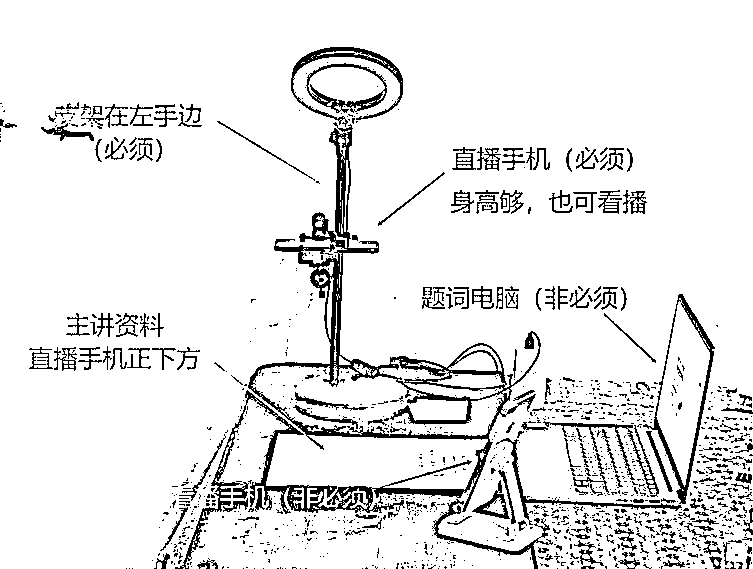 支架在左手边
（必须）
直播手机（必须）
身高够，也可看播
题词电脑（非必须）
主讲资料
直播手机正下方
播手机（非必须）